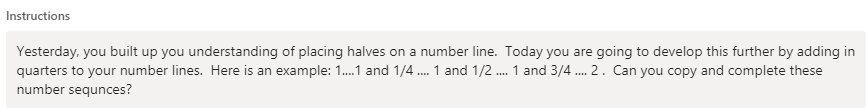 Instructions
Yesterday, you built up you understanding of placing halves on a number line.  Today you are going to develop this further by adding in
quarters to your number lines.  Here is an example: 1....1 and 1/4 .... 1 and 1/2 .... 1 and 3/4 .... 2 .  Can you copy and complete these
number sequnces?